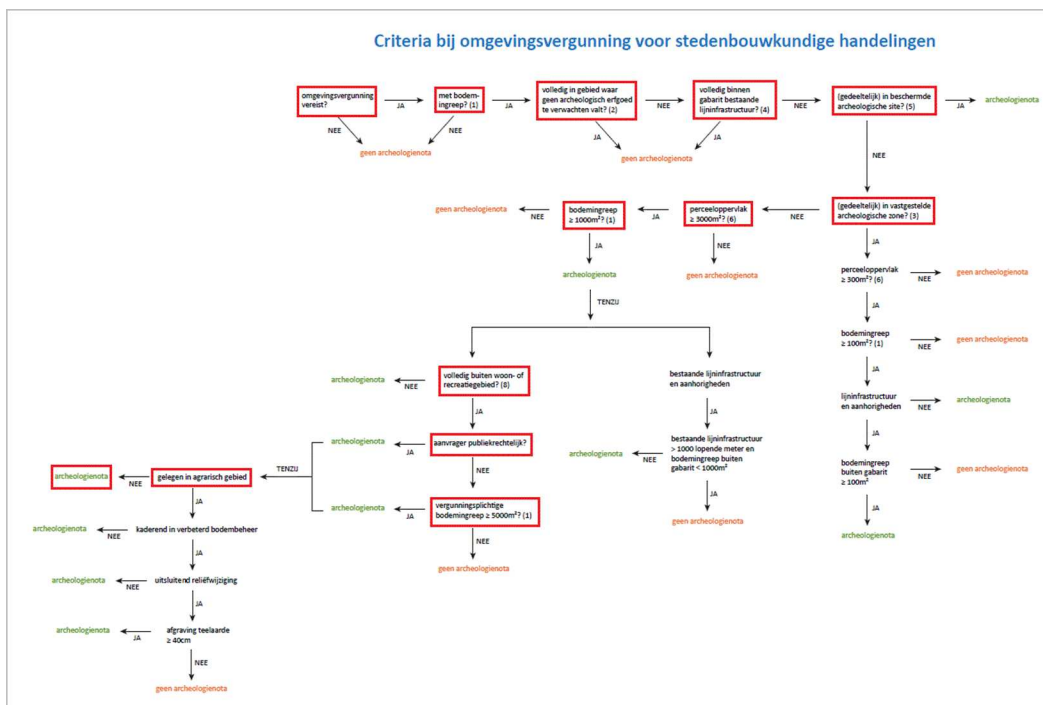 Criteria bij omgevingsvergunning voor stedenbouwkundige handelingen
omgevingsvergunning
vereist?
JA
met bodem-
ingreep? (1)
JA
volledig in gebied waar
geen archeologisch erfgoed
te verwachten valt? (2)
NEE
volledig binnen
gabarit bestaande
lijninfrastructuur? (4)
NEE
(gedeeltelijk) in beschermde
archeologische site? (5)
JA
archeologienota
NEE
NEE
JA
JA
geen archeologienota
geen archeologienota
NEE
geen archeologienota
NEE
bodemingreep
≥ 1000m²? (1)
JA
perceeloppervlak
≥ 3000m²? (6)
NEE
(gedeeltelijk) in vastgestelde
archeologische zone? (3)
JA
NEE
JA
archeologienota
geen archeologienota
perceeloppervlak
≥ 300m²? (6)
NEE
geen archeologienota
TENZIJ
JA
bodemingreep
≥ 100m²? (1)
NEE
geen archeologienota
archeologienota
NEE
volledig buiten woon- of
recreatiegebied? (8)
bestaande lijninfrastructuur
en aanhorigheden
JA
lijninfrastructuur
en aanhorigheden
NEE
archeologienota
JA
JA
archeologienota
JA
aanvrager publiekrechtelijk?
archeologienota
NEE
bestaande lijninfrastructuur
> 1000 lopende meter en
bodemingreep buiten
gabarit < 1000m²
JA
bodemingreep
buiten gabarit
≥ 100m²
NEE
geen archeologienota
archeologienota
NEE
gelegen in agrarisch gebied
TENZIJ
NEE
archeologienota
JA
vergunningsplichtige
bodemingreep ≥ 5000m²? (1)
JA
geen archeologienota
JA
archeologienota
JA
archeologienota
NEE
kaderend in verbeterd bodembeheer
NEE
geen archeologienota
JA
archeologienota
NEE
uitsluitend reliëfwijziging
JA
archeologienota
JA
afgraving teelaarde
≥ 40cm
NEE
geen archeologienota